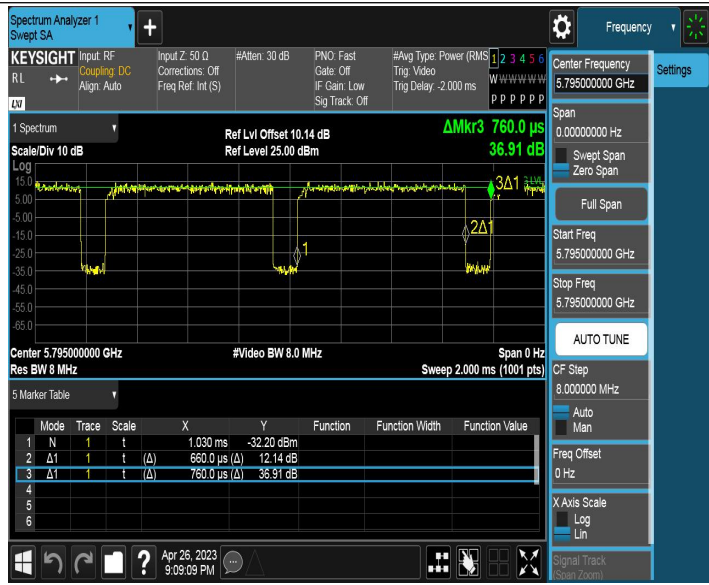 Spectrum Analyzer 1
Swept SA
+
Frequency
KEYSIGHT
RL
LXI
Input: RF
Coupling: DC
Align: Auto
Input Z: 50 Ω
Corrections: Off
Freq Ref: Int (S)
#Atten: 30 dB
PNO: Fast
Gate: Off
IF Gain: Low
Sig Track: Off
#Avg Type: Power (RMS
Trig: Video
Trig Delay: -2.000 ms
1 2 3 4 5 6
W W W W W W
P P P P P P
1 Spectrum
Scale/Div 10 dB
Ref Lvl Offset 10.14 dB
Ref Level 25.00 dBm
ΔMkr3 760.0 µs
36.91 dB
Log
15.0
5.00
-5.00
-15.0
-25.0
-35.0
-45.0
-55.0
-65.0
3Δ1
2Δ1
1
Center 5.795000000 GHz
Res BW 8 MHz
#Video BW 8.0 MHz
Span 0 Hz
Sweep 2.000 ms (1001 pts)
5 Marker Table
Mode Trace Scale X Y Function Function Width Function Value
1 N 1 t 1.030 ms -32.20 dBm
2 Δ1 1 t (Δ) 660.0 µs (Δ) 12.14 dB
3 Δ1 1 t (Δ) 760.0 µs (Δ) 36.91 dB
4
5
6
?
Apr 26, 2023
9:09:09 PM
Center Frequency
5.795000000 GHz
Settings
Span
0.00000000 Hz
Swept Span
Zero Span
Full Span
Start Freq
5.795000000 GHz
Stop Freq
5.795000000 GHz
AUTO TUNE
CF Step
8.000000 MHz
Auto
Man
Freq Offset
0 Hz
X Axis Scale
Log
Lin
Signal Track
(Span Zoom)